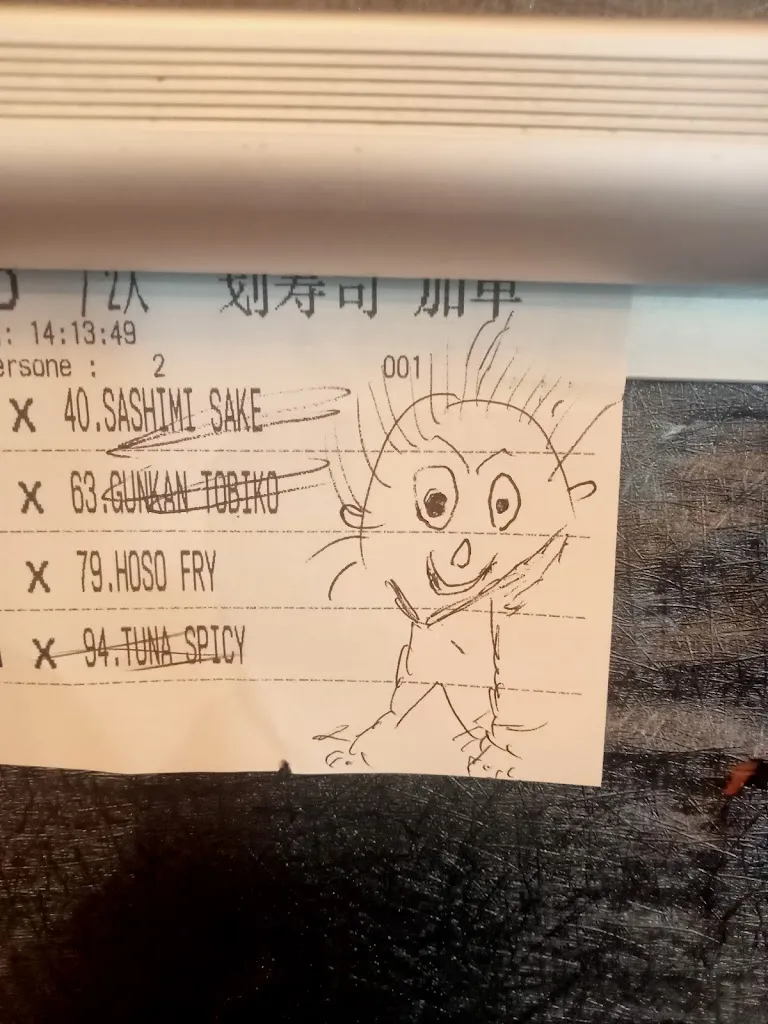 划寿司 加单
: 14:13:49
ersone : 2 001
X 40.SASHIMI SAKE
X 63.GUNKAN TOBIKO
X 79.HOSO FRY
X 94.TUNA SPICY